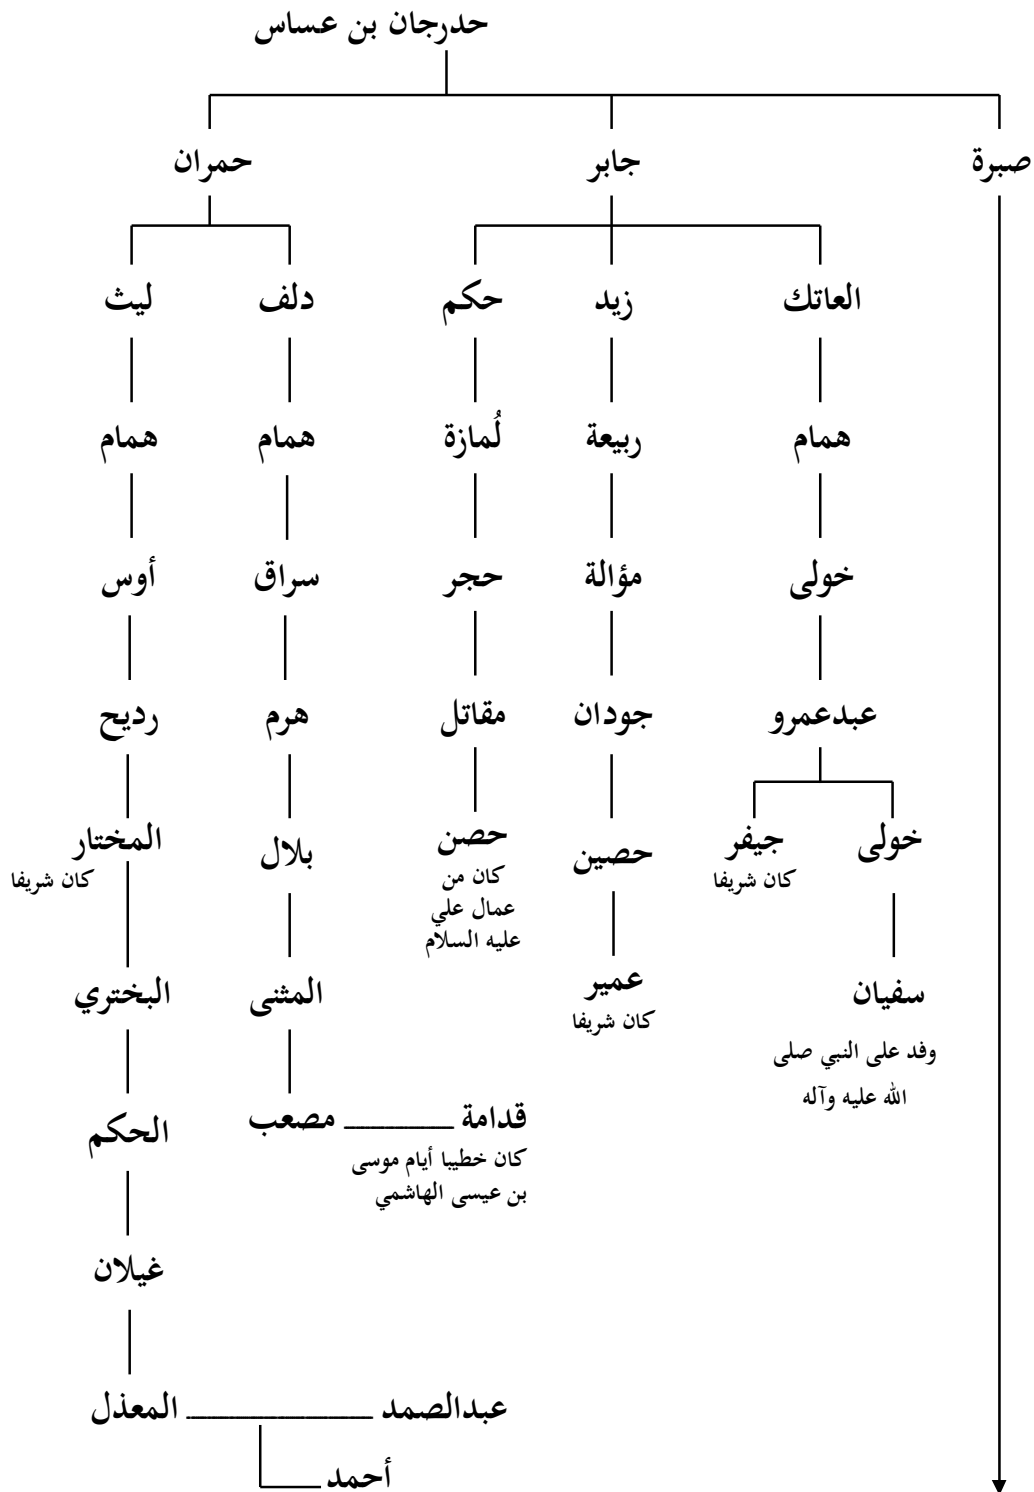 حدرجان بن عساس
صبرة
جابر
حمران
العاتك
زيد
حكم
دلف
ليث
همام
ربيعة
لُمازة
همام
همام
خولى
مؤالة
حجر
سراق
أوس
عبدعمرو
جودان
مقاتل
هرم
رديح
خولى
جيفر
كان شريفا
حصين
حصن
كان من
عمال علي
عليه السلام
بلال
المختار
كان شريفا
سفيان
وفد على النبي صلى
الله عليه وآله
عمير
كان شريفا
المثنى
البختري
قدامة
مصعب
كان خطيبا أيام موسى
بن عيسى الهاشمي
الحكم
غيلان
عبدالصمد
المعذل
أحمد